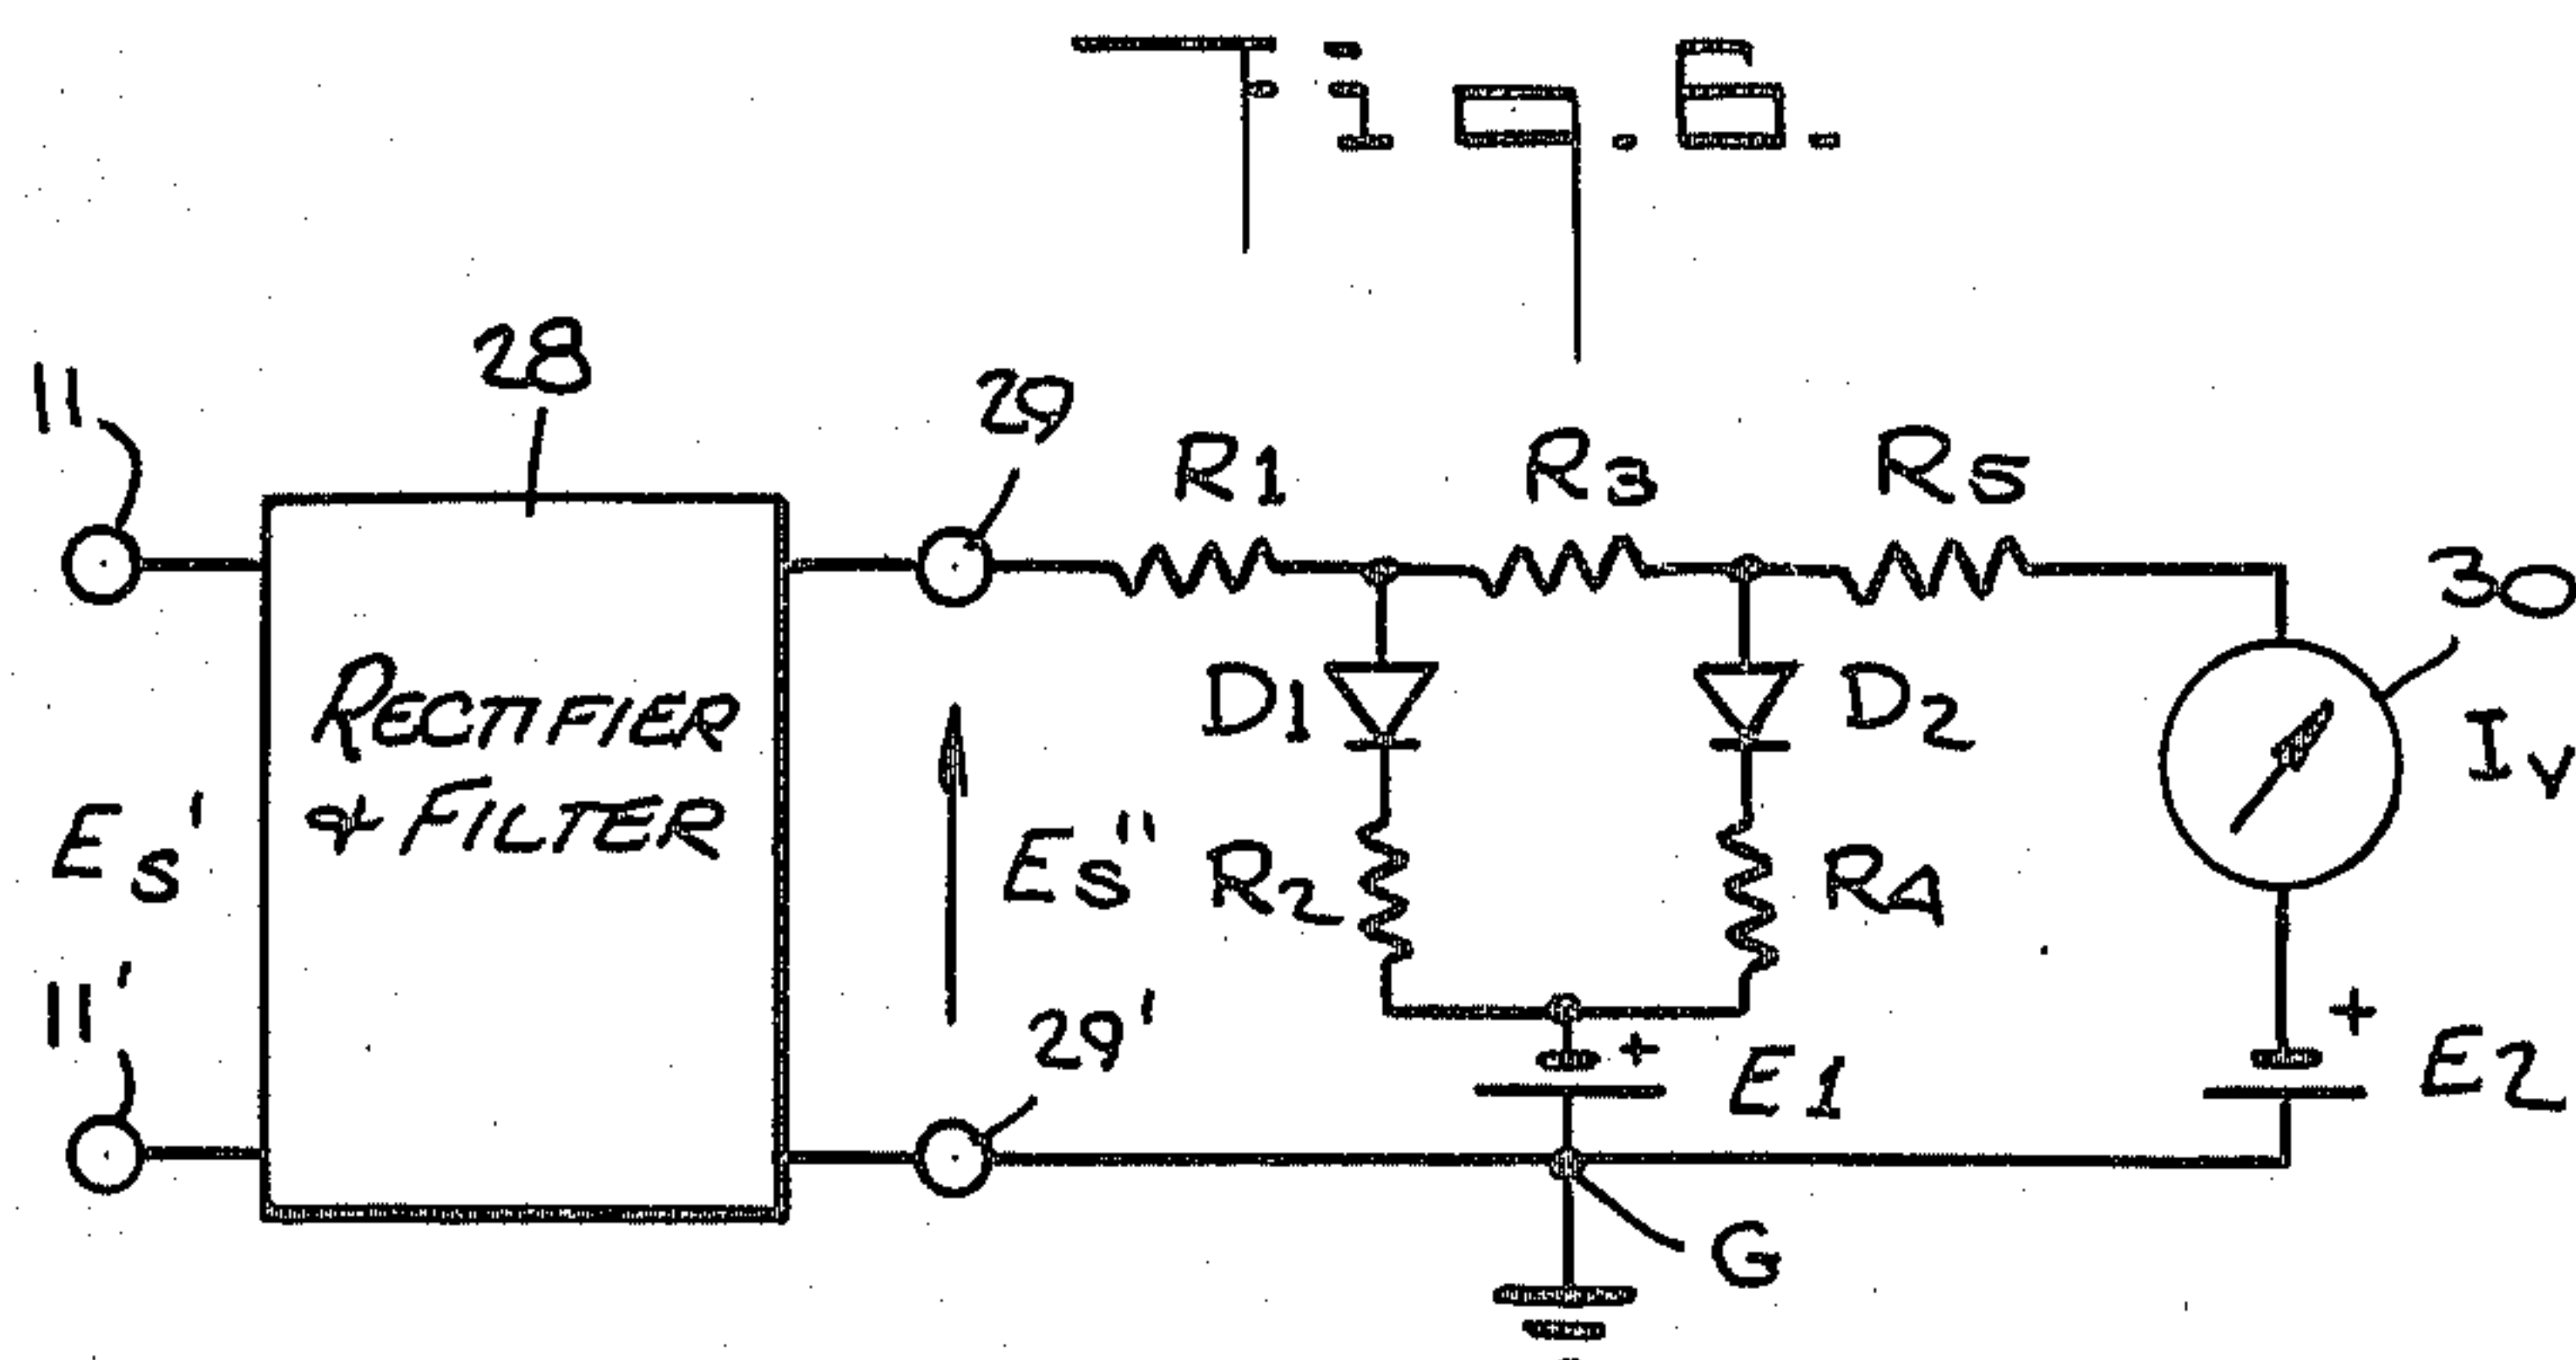 Fig. 6.
28
11
29
R1
R3
R5
30
RECTIFIER
& FILTER
D1
D2
Iv
Es'
Es"
R2
R4
11'
29'
+
E1
+
E2
G